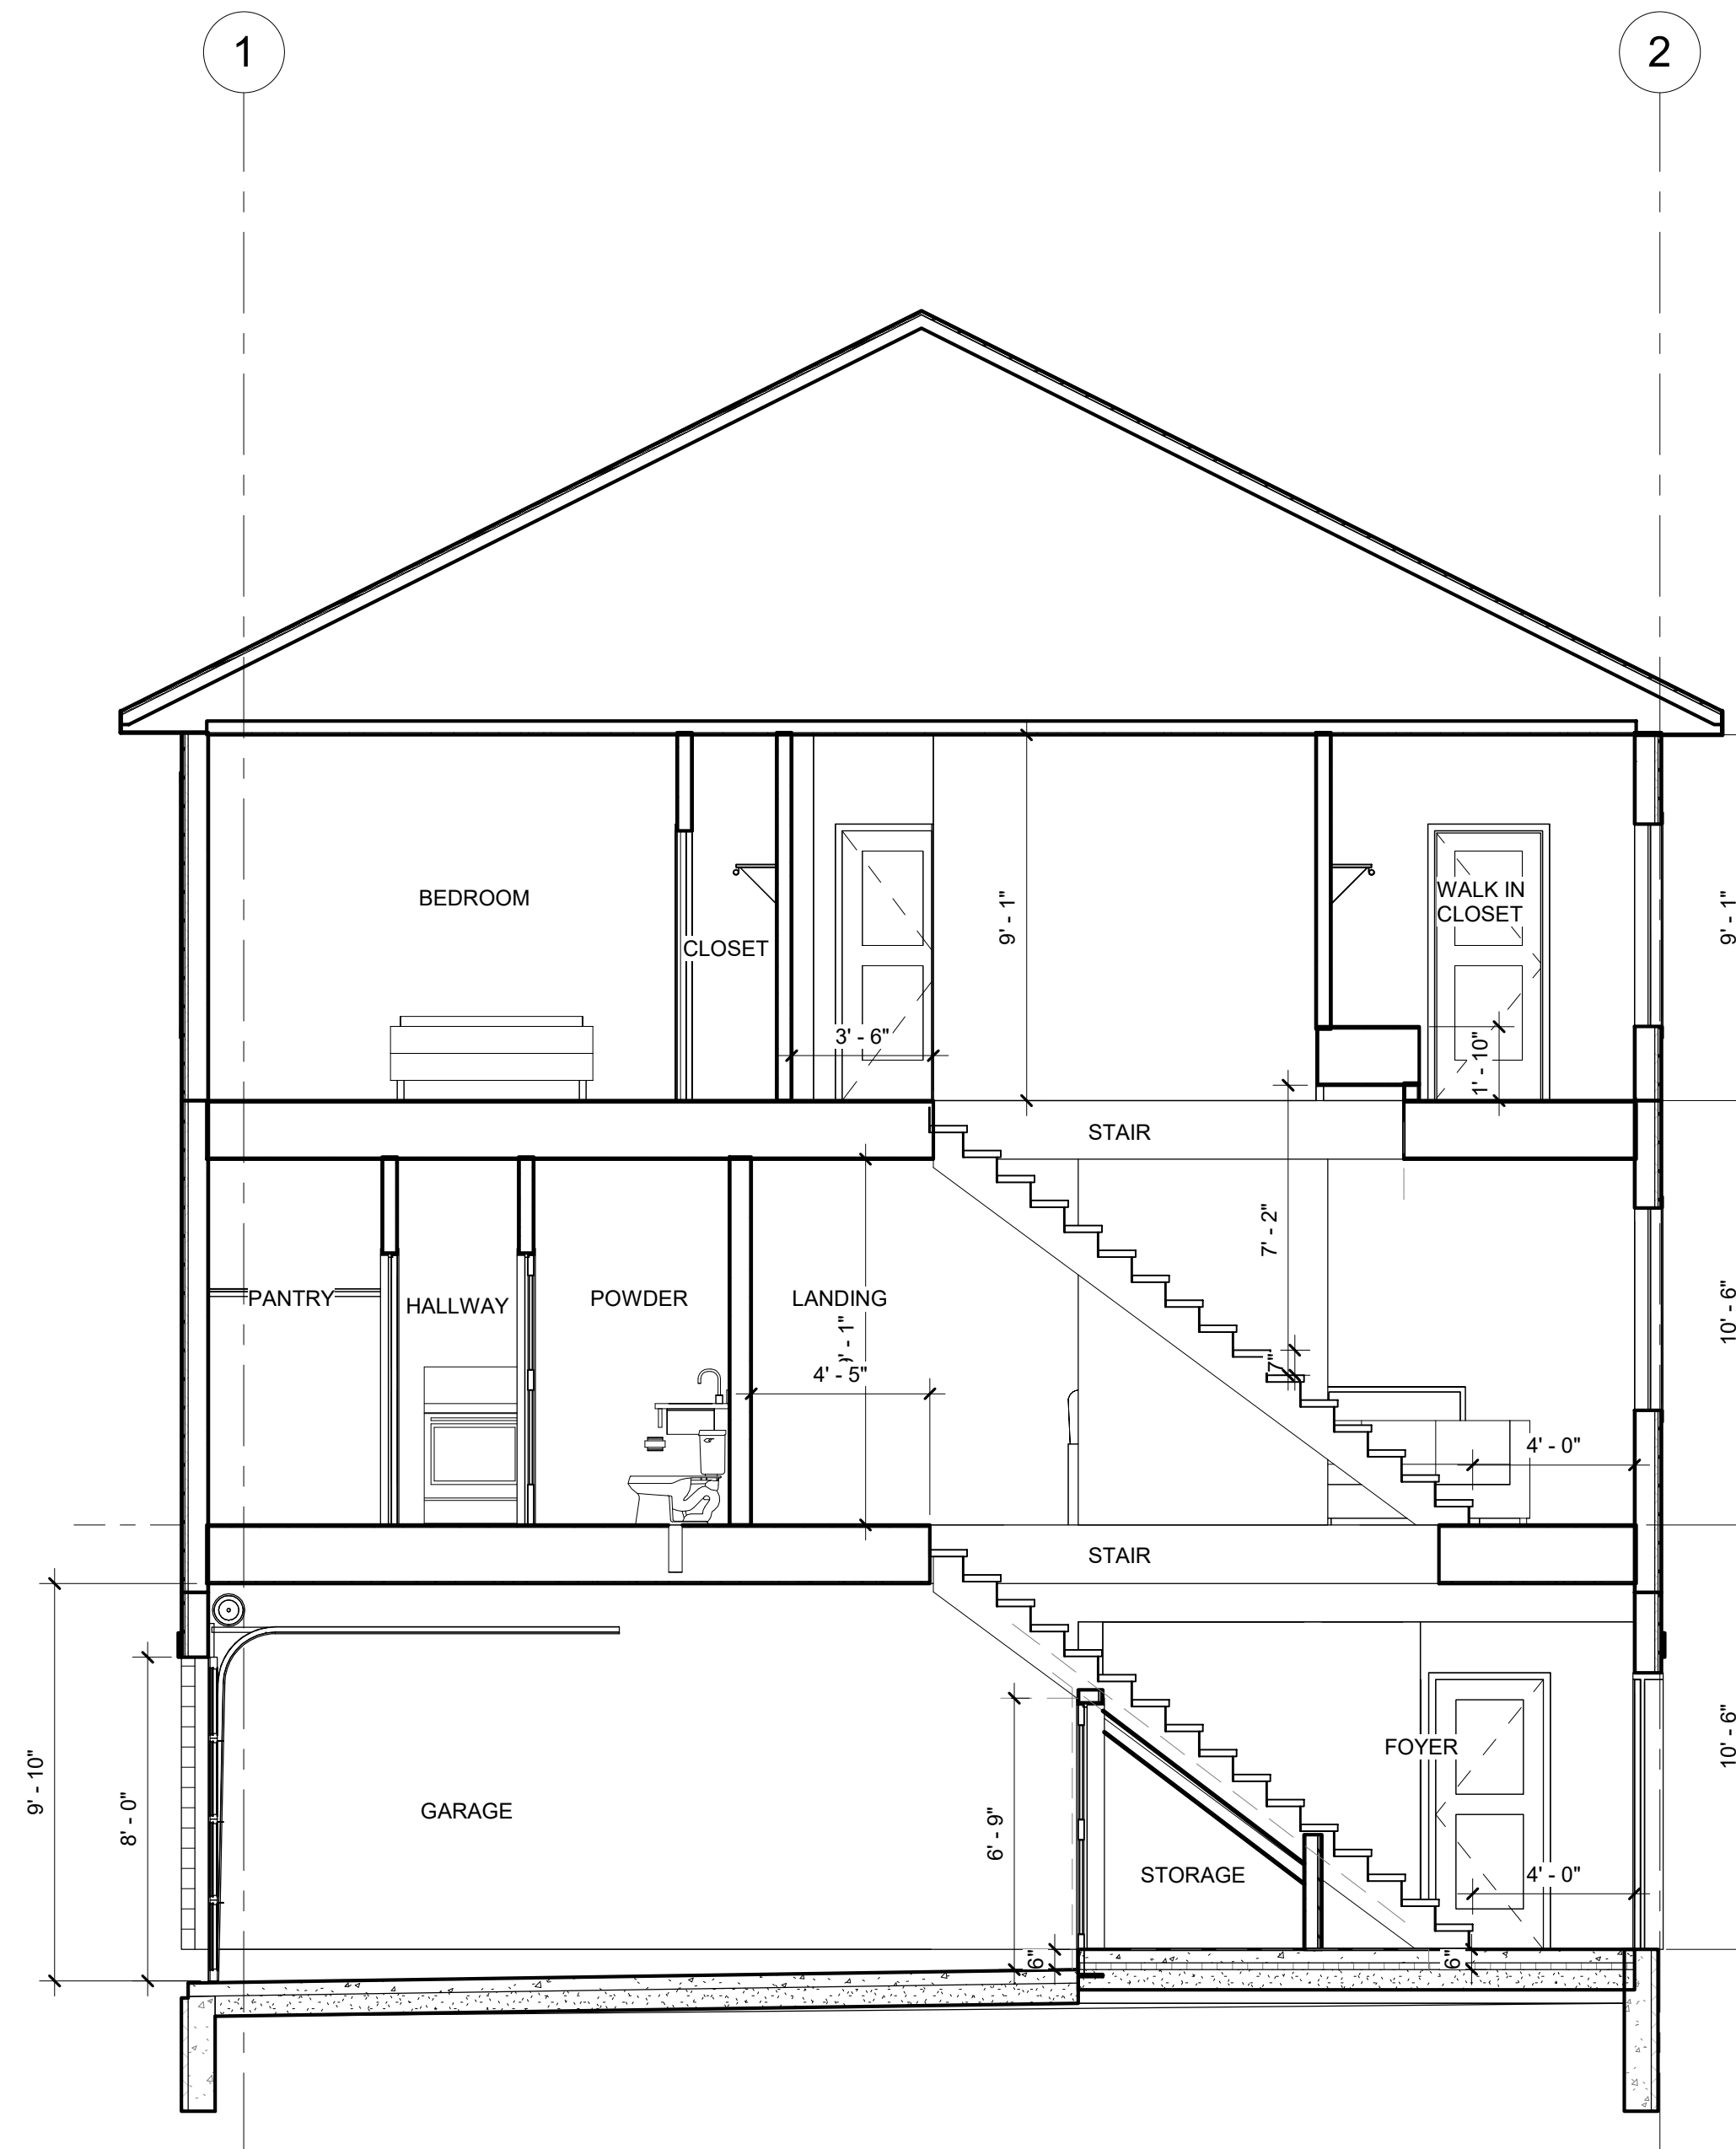 1
2
BEDROOM
CLOSET
WALK IN
CLOSET
9' - 1"
9' - 1"
3' - 6"
1' - 10"
STAIR
7' - 2"
PANTRY
HALLWAY
POWDER
LANDING
10' - 6"
4' - 5"
7"
4' - 0"
STAIR
FOYER
10' - 6"
9' - 10"
8' - 0"
GARAGE
6' - 9"
STORAGE
4' - 0"
6"
6"